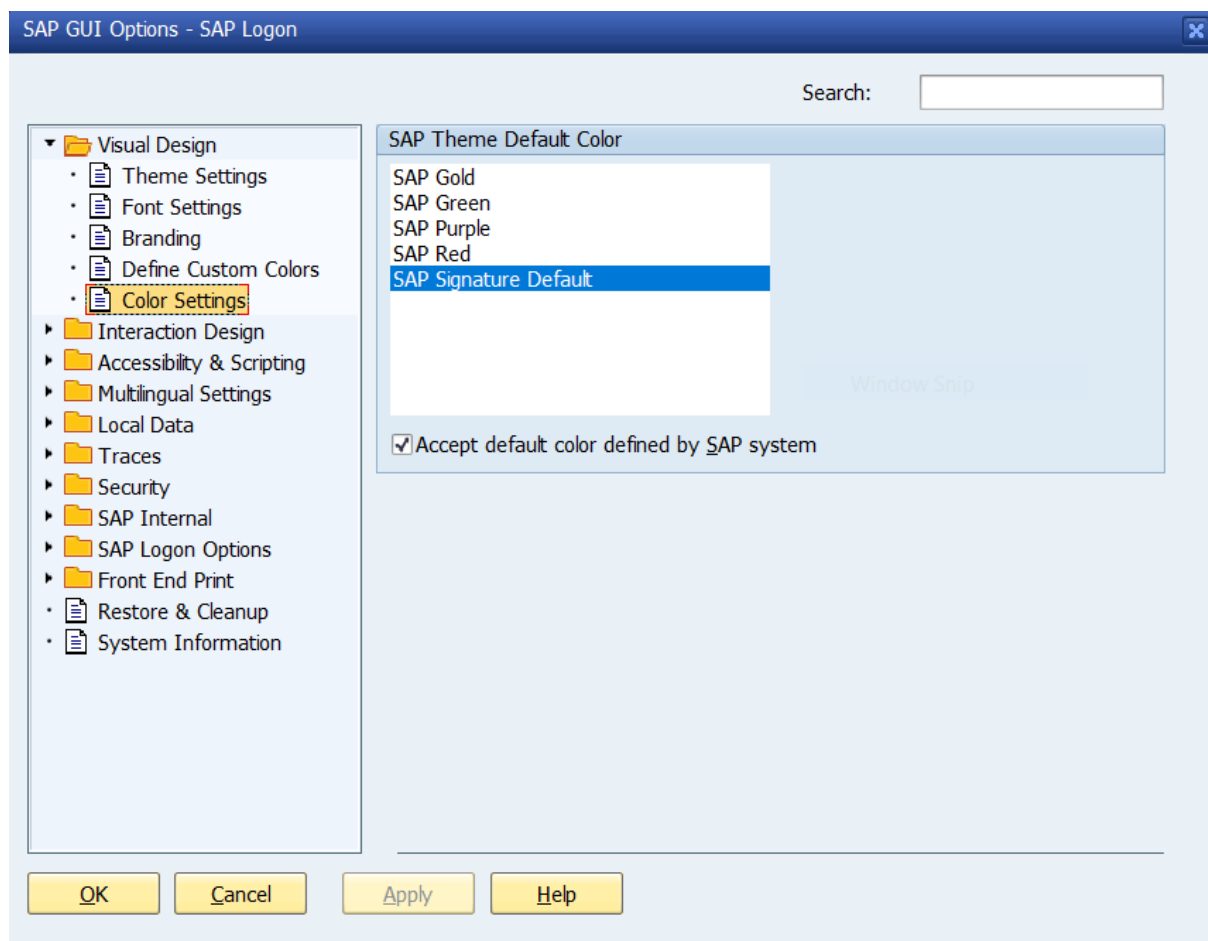 SAP GUI Options - SAP Logon
Search:
Visual Design
Theme Settings
Font Settings
Branding
Define Custom Colors
Color Settings
Interaction Design
Accessibility & Scripting
Multilingual Settings
Local Data
Traces
Security
SAP Internal
SAP Logon Options
Front End Print
Restore & Cleanup
System Information
SAP Theme Default Color
SAP Gold
SAP Green
SAP Purple
SAP Red
SAP Signature Default
Window Snip
Accept default color defined by SAP system
OK
Cancel
Apply
Help